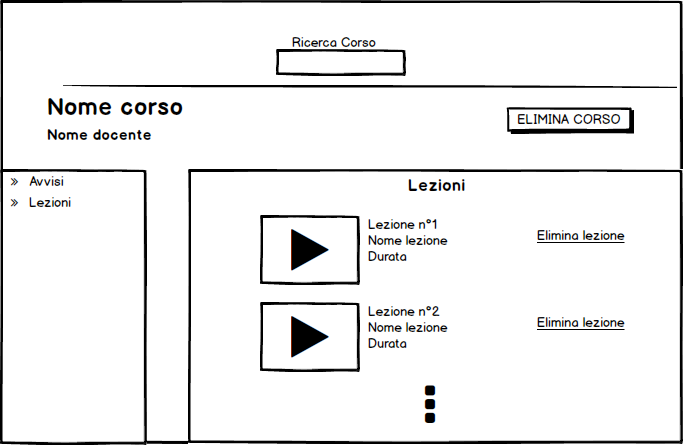 Ricerca Corso
Nome corso
Nome docente
ELIMINA CORSO
Avvisi
Lezioni
Lezioni
Lezione n°1
Nome lezione
Durata
Elimina lezione
Lezione n°2
Nome lezione
Durata
Elimina lezione